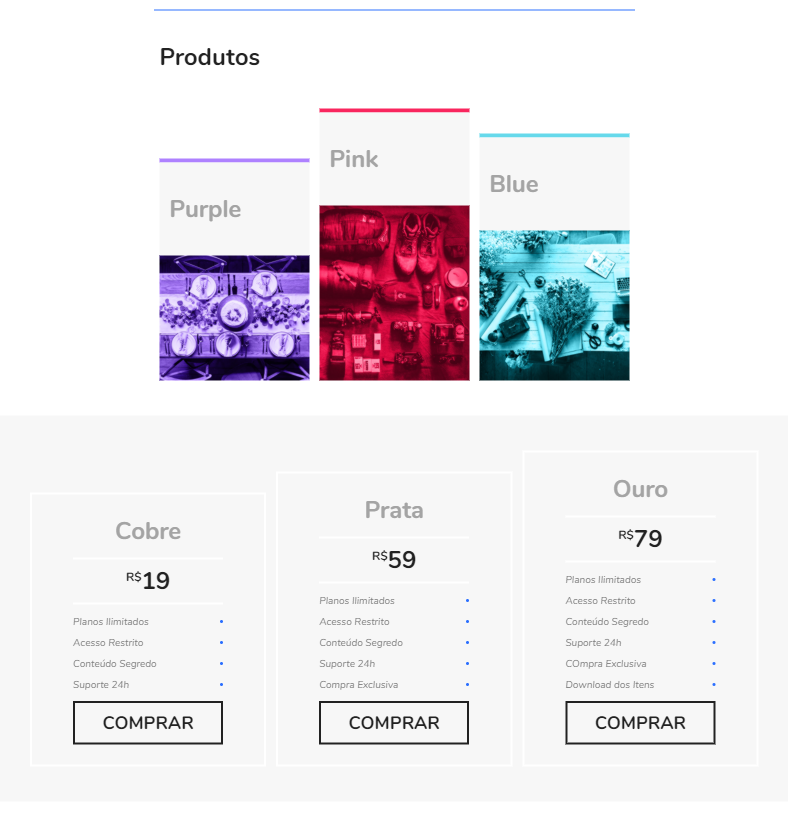 Produtos
Purple
Pink
Blue
Cobre
R$19
Planos Ilimitados
Acesso Restrito
Conteúdo Segredo
Suporte 24h
COMPRAR
Prata
R$59
Planos Ilimitados
Acesso Restrito
Conteúdo Segredo
Suporte 24h
Compra Exclusiva
COMPRAR
Ouro
R$79
Planos Ilimitados
Acesso Restrito
Conteúdo Segredo
Suporte 24h
COmpra Exclusiva
Download dos Itens
COMPRAR